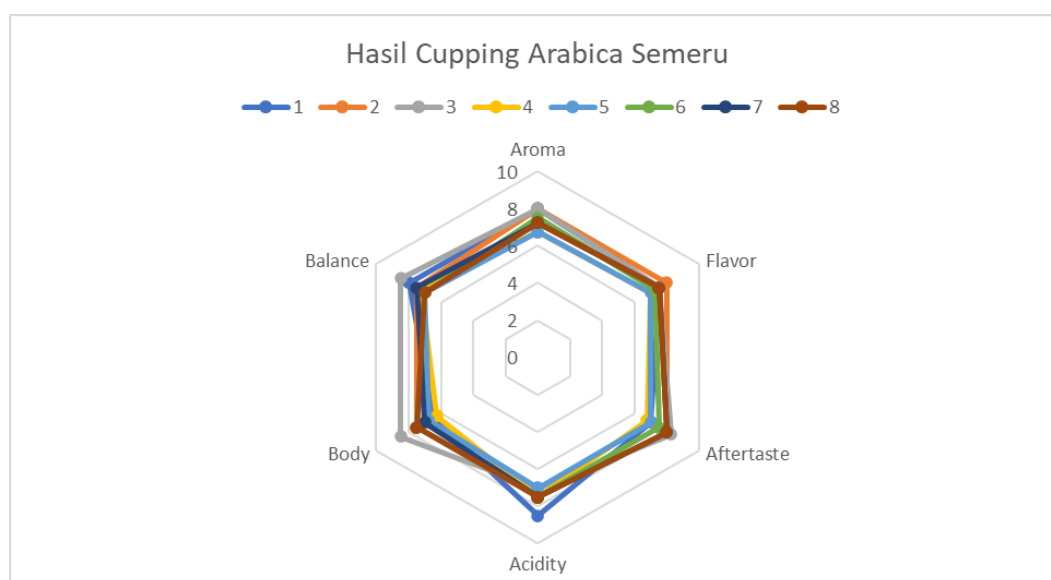 Hasil Cupping Arabica Semeru
1 2 3 4 5 6 7 8
Aroma
10
8
6
4
2
0
Balance
Flavor
Body
Aftertaste
Acidity